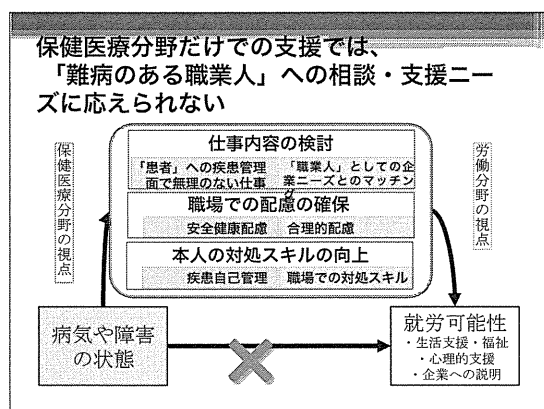 保健医療分野だけでの支援では、
「難病のある職業人」への相談・支援ニー
ズに応えられない
保健医療分野の視点
仕事内容の検討
「患者」への疾患管理
面で無理のない仕事
「職業人」としての企
業ニーズとのマッチン
グ
職場での配慮の確保
安全健康配慮
合理的配慮
本人の対処スキルの向上
疾患自己管理
職場での対処スキル
労働分野の視点
病気や障害
の状態
就労可能性
・生活支援・福祉
・心理的支援
・企業への説明